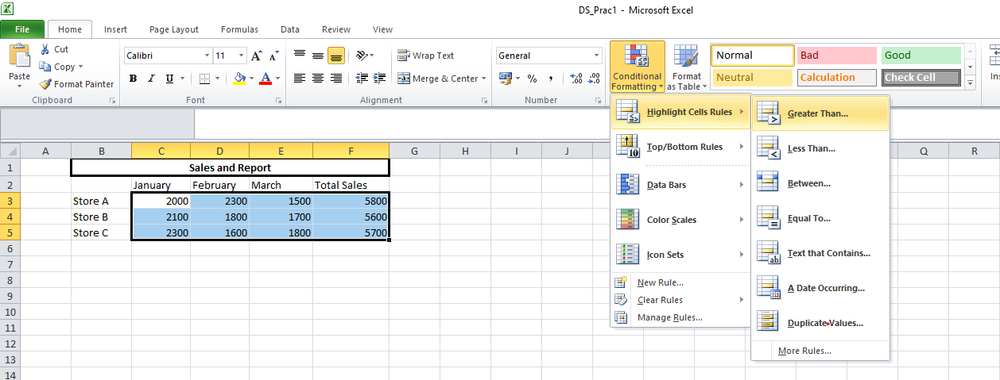 DS_Prac1 - Microsoft Excel
File Home Insert Page Layout Formulas Data Review View
Paste
Cut
Copy
Format Painter
Clipboard
Calibri 11
B I U
Font
Wrap Text
Merge & Center
Alignment
General
% ,
Number
Conditional Formatting
Format as Table
Normal Bad Good
Neutral Calculation Check Cell
Ins
Highlight Cells Rules
Top/Bottom Rules
Data Bars
Color Scales
Icon Sets
New Rule...
Clear Rules
Manage Rules...
Greater Than...
Less Than...
Between...
Equal To...
Text that Contains...
A Date Occurring...
Duplicate Values...
More Rules...
A B C D E F G H I J Q R
1 Sales and Report
2 January February March Total Sales
3 Store A 2000 2300 1500 5800
4 Store B 2100 1800 1700 5600
5 Store C 2300 1600 1800 5700
6
7
8
9
10
11
12
13
14